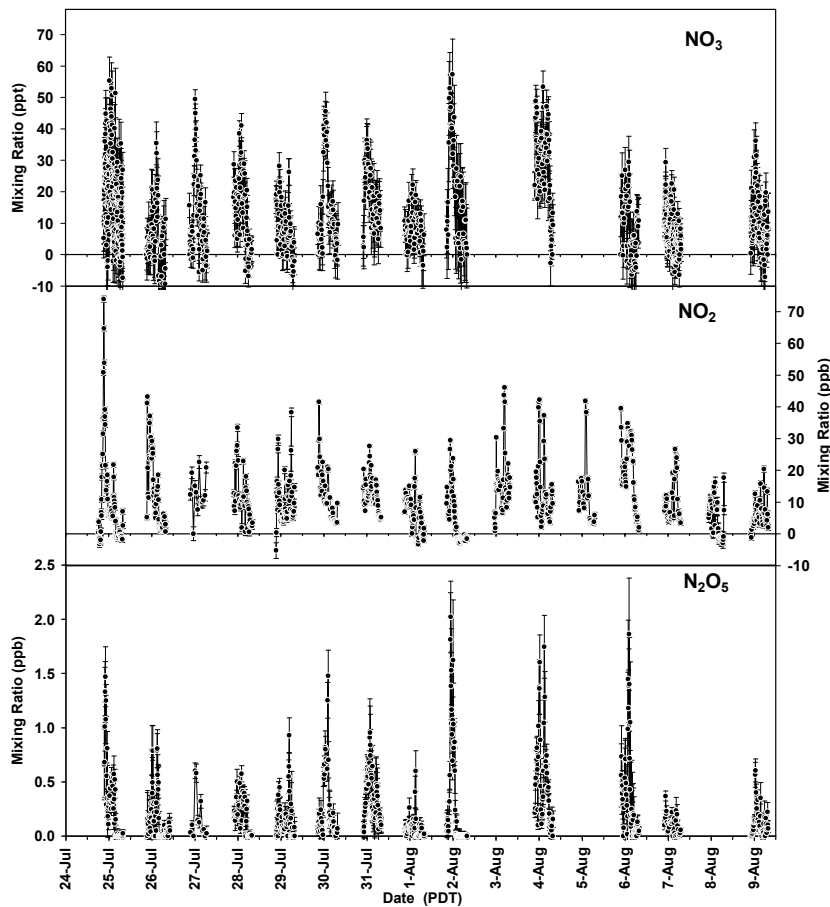 NO₃
Mixing Ratio (ppt)
70
60
50
40
30
20
10
0
-10
NO₂
Mixing Ratio (ppb)
70
60
50
40
30
20
10
0
-10
N₂O₅
Mixing Ratio (ppb)
2.5
2.0
1.5
1.0
0.5
0.0
24-Jul
25-Jul
26-Jul
27-Jul
28-Jul
29-Jul
30-Jul
31-Jul
1-Aug
2-Aug
3-Aug
4-Aug
5-Aug
6-Aug
7-Aug
8-Aug
9-Aug
Date (PDT)